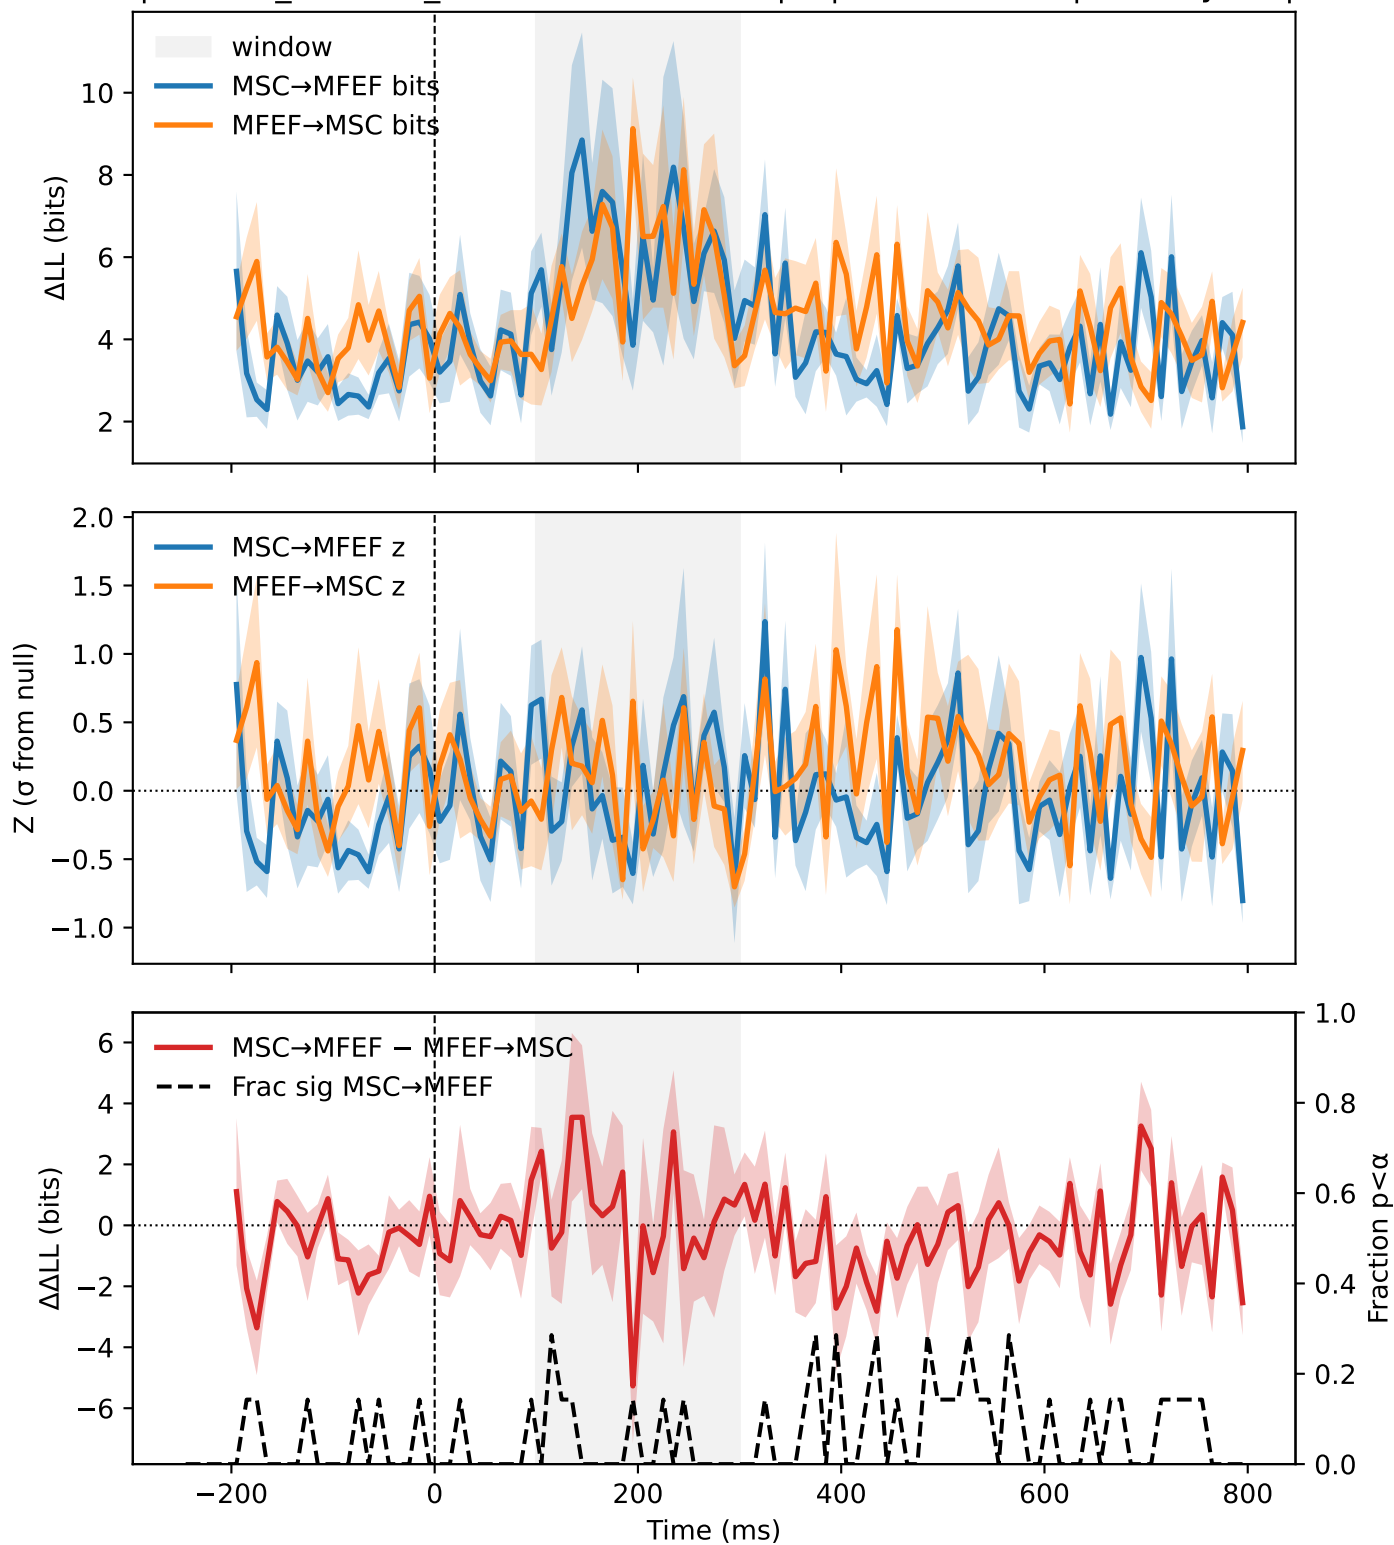 window
MSC→MFEF bits
MFEF→MSC bits
10
8
6
4
2
ΔLL (bits)
2.0
1.5
1.0
0.5
0.0
−0.5
−1.0
Z (σ from null)
MSC→MFEF z
MFEF→MSC z
6
4
2
0
−2
−4
−6
ΔΔLL (bits)
MSC→MFEF − MFEF→MSC
Frac sig MSC→MFEF
1.0
0.8
0.6
0.4
0.2
0.0
Fraction p<α
−200
0
200
400
600
800
Time (ms)